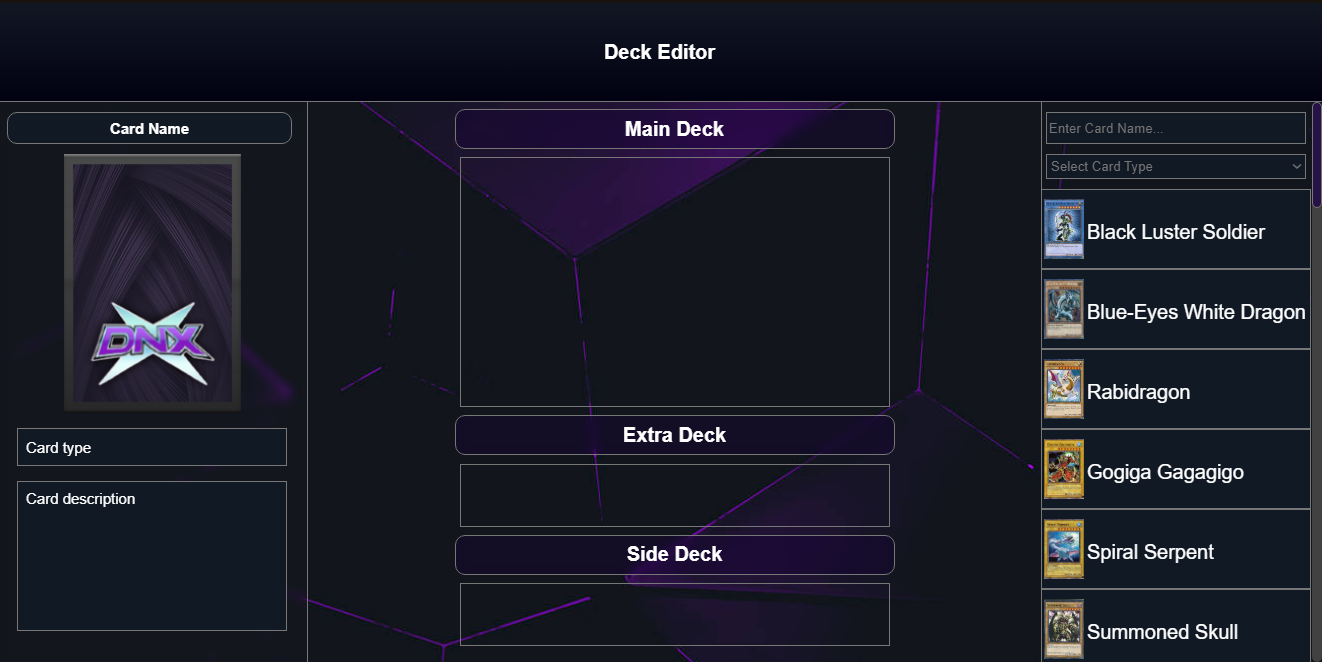 Deck Editor
Card Name
DNX
Card type
Card description
Main Deck
Extra Deck
Side Deck
Enter Card Name...
Select Card Type
Black Luster Soldier
Blue-Eyes White Dragon
Rabidragon
Gogiga Gagagigo
Spiral Serpent
Summoned Skull